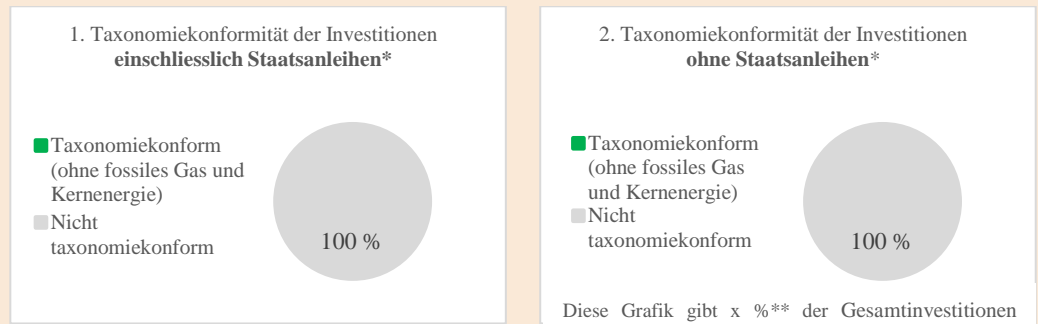 1. Taxonomiekonformität der Investitionen
einschliesslich Staatsanleihen*
Taxonomiekonform
(ohne fossiles Gas und
Kernenergie)
Nicht
taxonomiekonform
100 %
2. Taxonomiekonformität der Investitionen
ohne Staatsanleihen*
Taxonomiekonform
(ohne fossiles Gas
und Kernenergie)
Nicht
taxonomiekonform
100 %
Diese Grafik gibt x %** der Gesamtinvestitionen